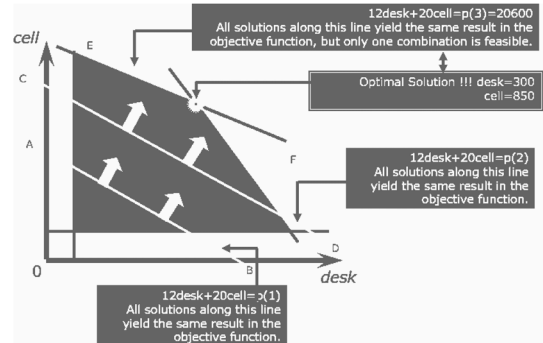 12desk+20cell=p(3)=20600
All solutions along this line yield the same result in the
objective function, but only one combination is feasible.
cell
E
Optimal Solution !!! desk=300
cell=850
C
A
F
12desk+20cell=p(2)
All solutions along this line
yield the same result in the
objective function.
D
0
B
desk
12desk+20cell=p(1)
All solutions along this line
yield the same result in the
objective function.